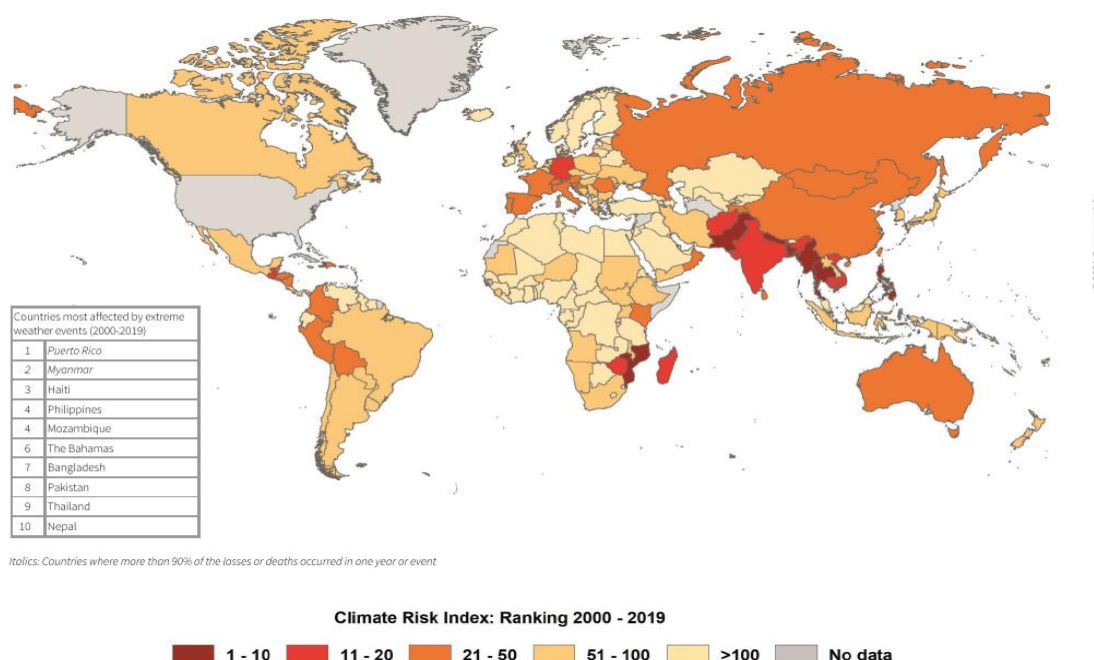 Countries most affected by extreme
weather events (2000-2019)
1 Puerto Rico
2 Myanmar
3 Haiti
4 Philippines
4 Mozambique
6 The Bahamas
7 Bangladesh
8 Pakistan
9 Thailand
10 Nepal
Italics: Countries where more than 90% of the losses or deaths occurred in one year or event
Climate Risk Index: Ranking 2000 - 2019
1 - 10 11 - 20 21 - 50 51 - 100 >100 No data